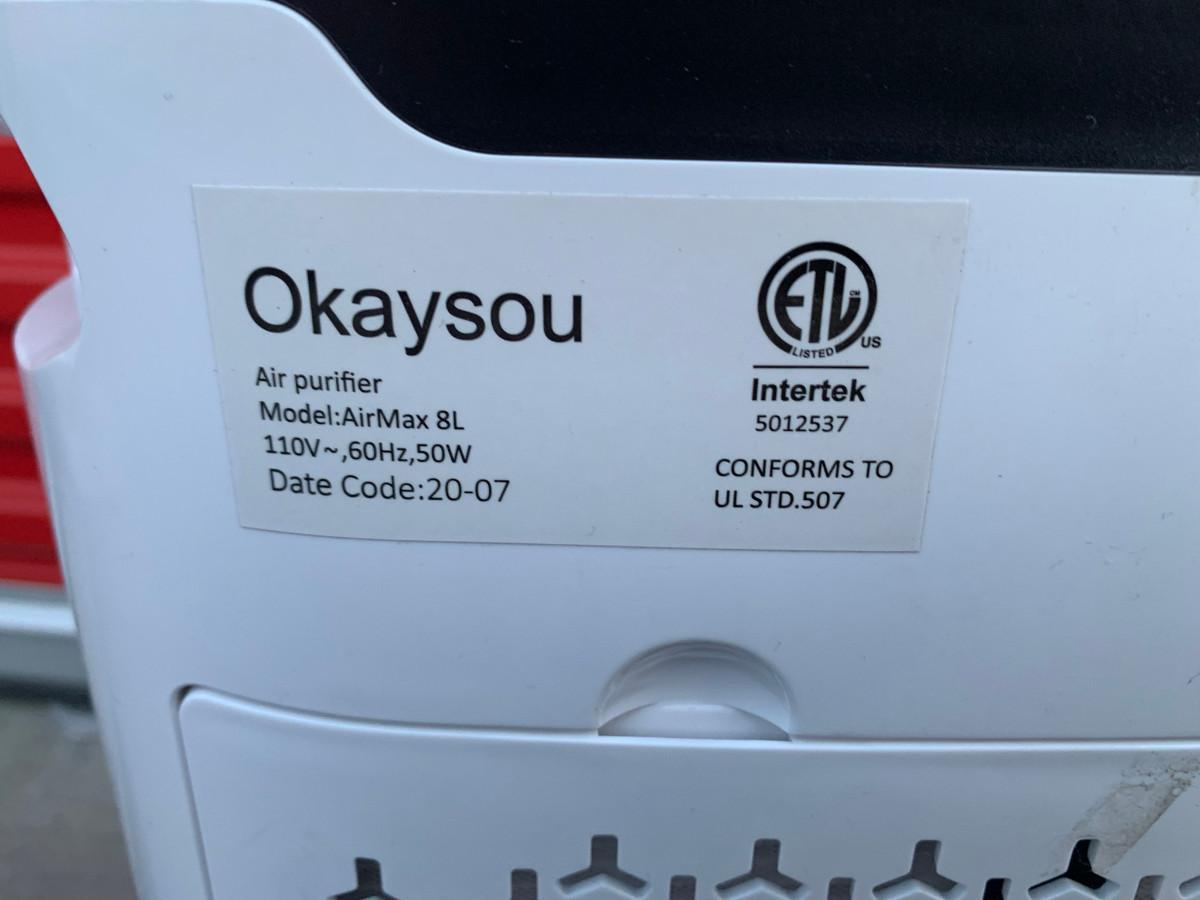 Okaysou
Air purifier
Model:AirMax 8L
110V~,60Hz,50W
Date Code:20-07
ETL CM
LISTED US
Intertek
5012537
CONFORMS TO
UL STD.507